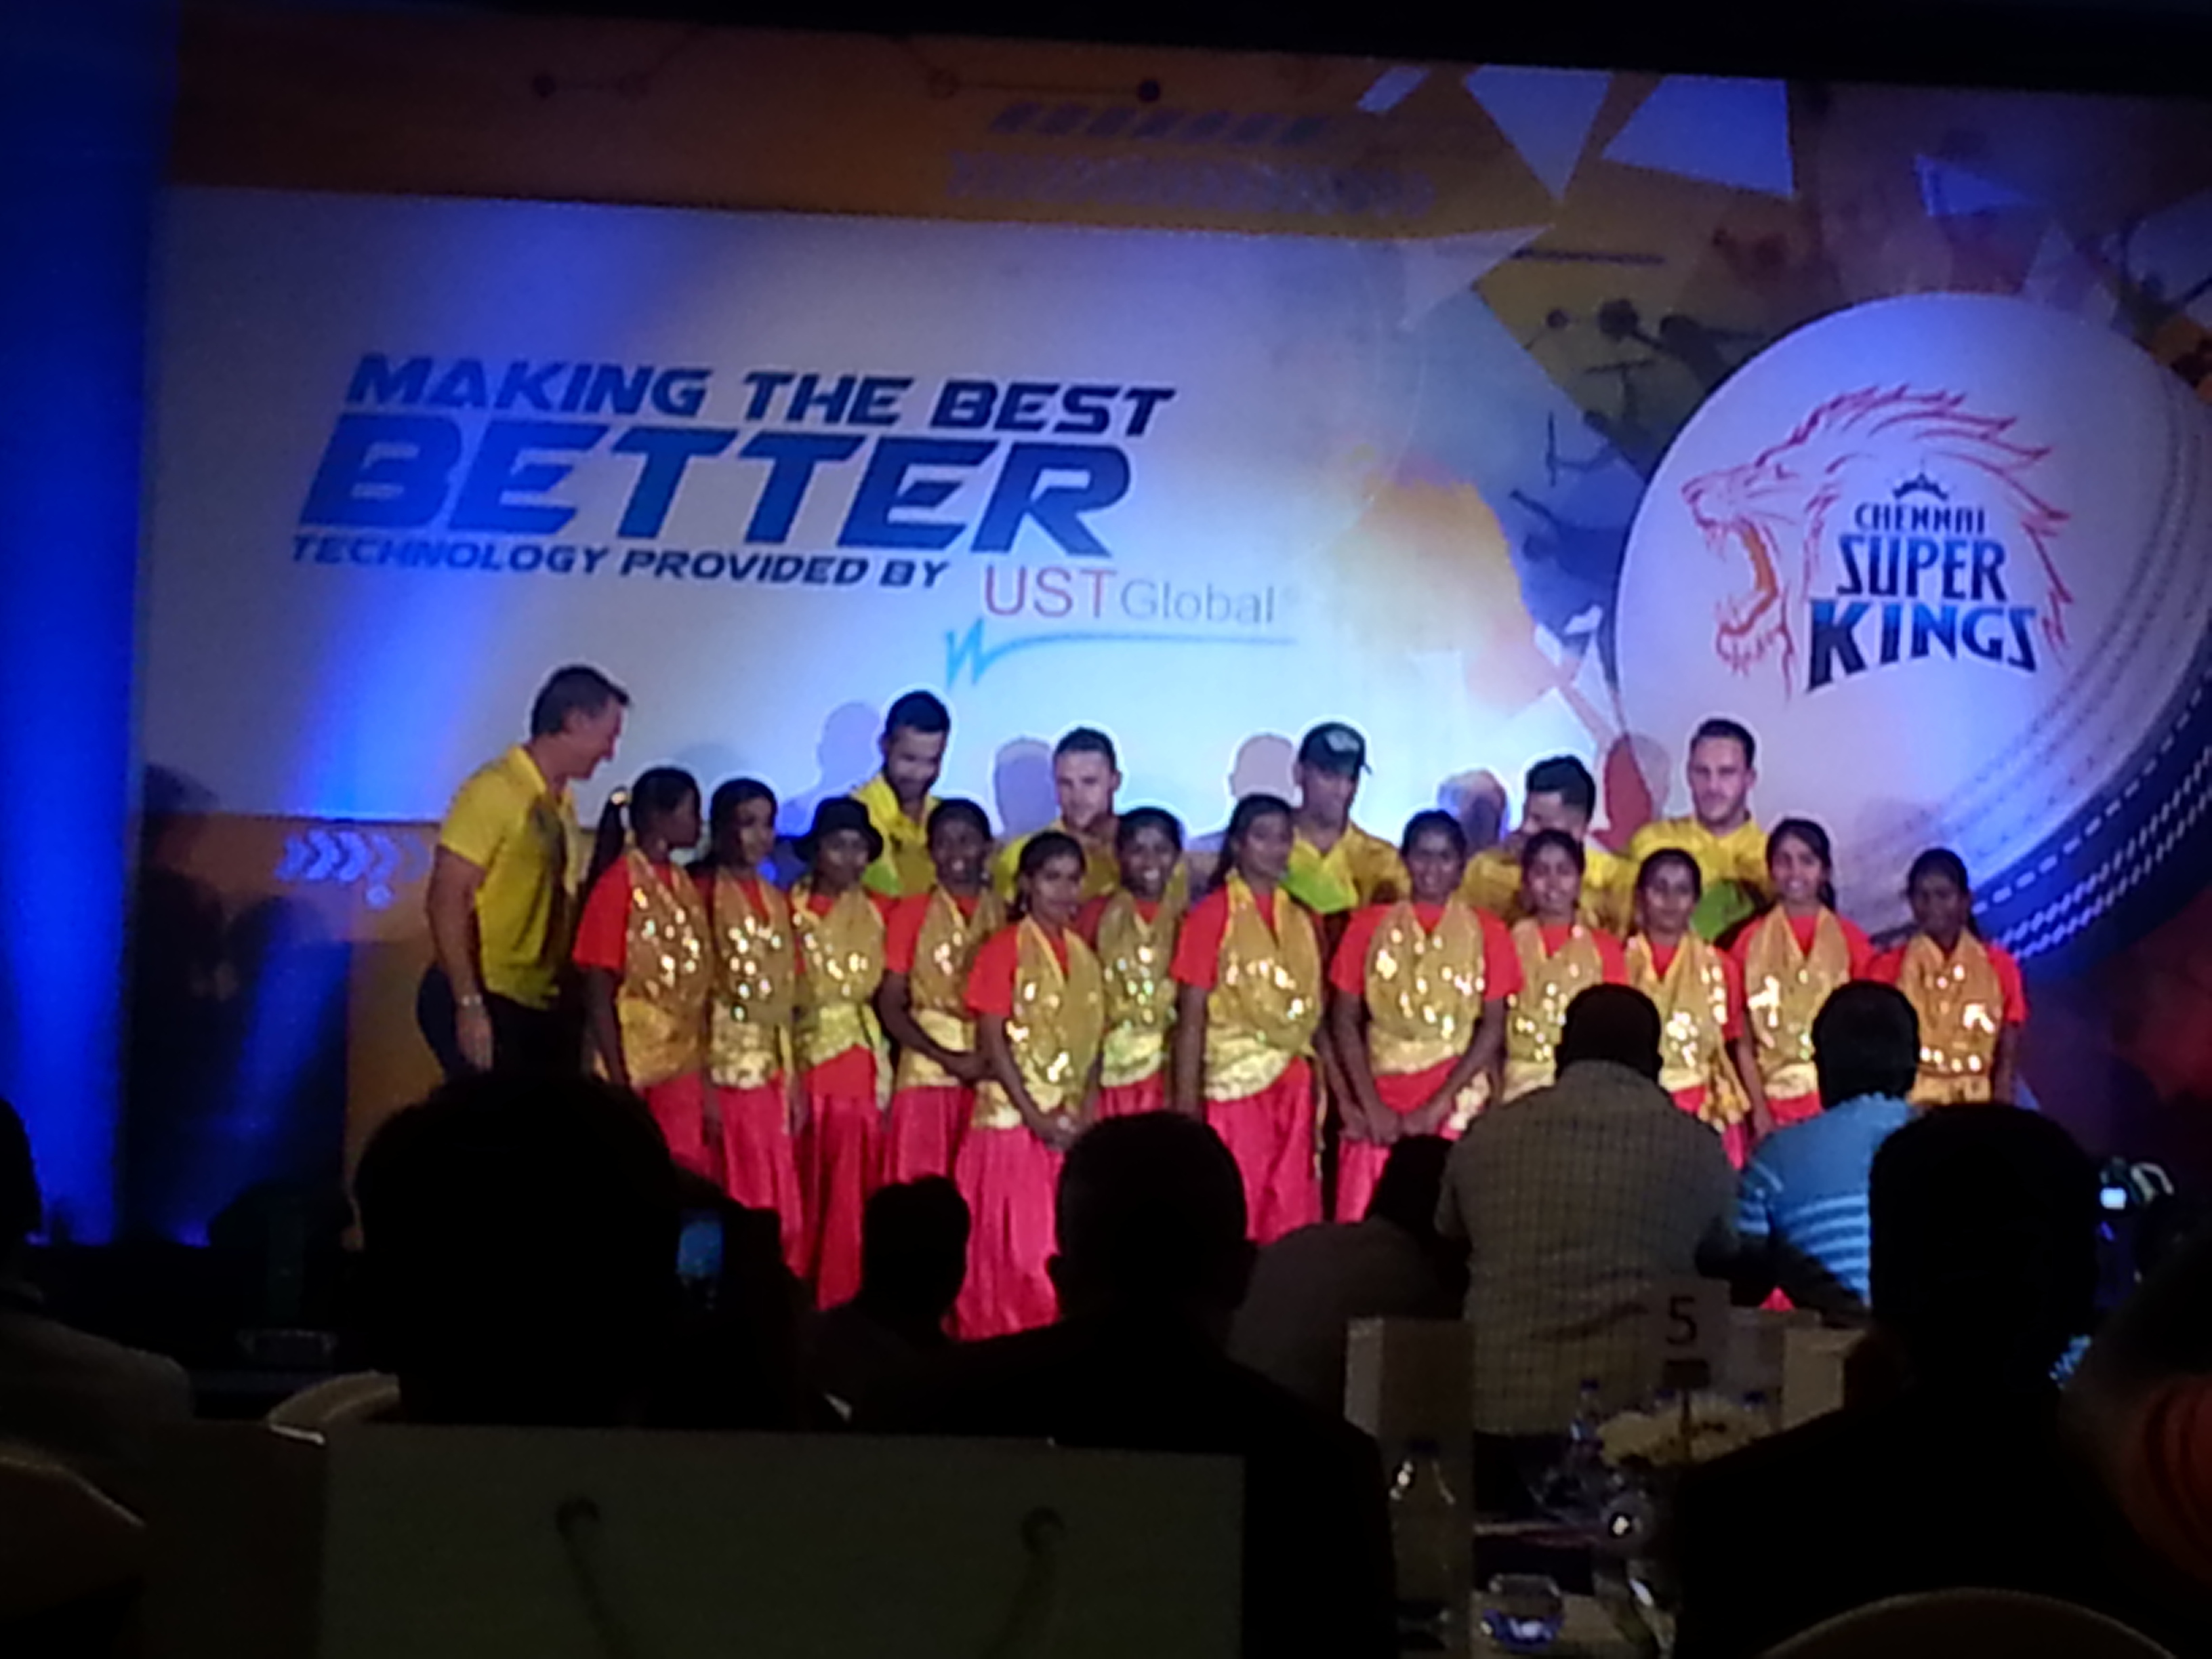 MAKING THE BEST
BETTER
TECHNOLOGY PROVIDED BY
USTGlobal
CHENNAI
SUPER
KINGS
5